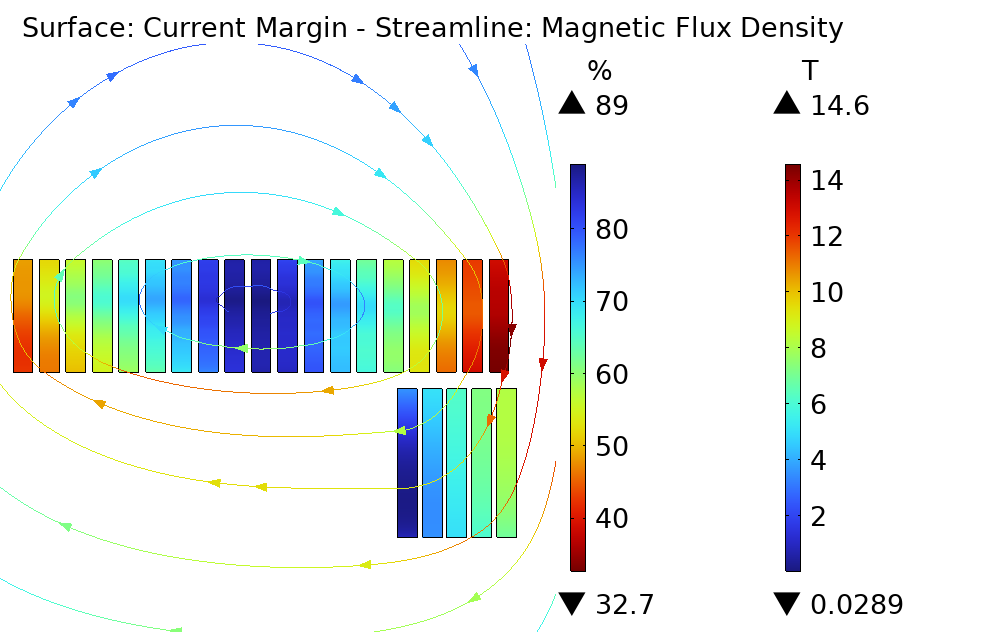 Surface: Current Margin - Streamline: Magnetic Flux Density
% T
▲ 89 ▲ 14.6
14
80 12
70 10
60 8
50 6
40 4
2
▼ 32.7 ▼ 0.0289